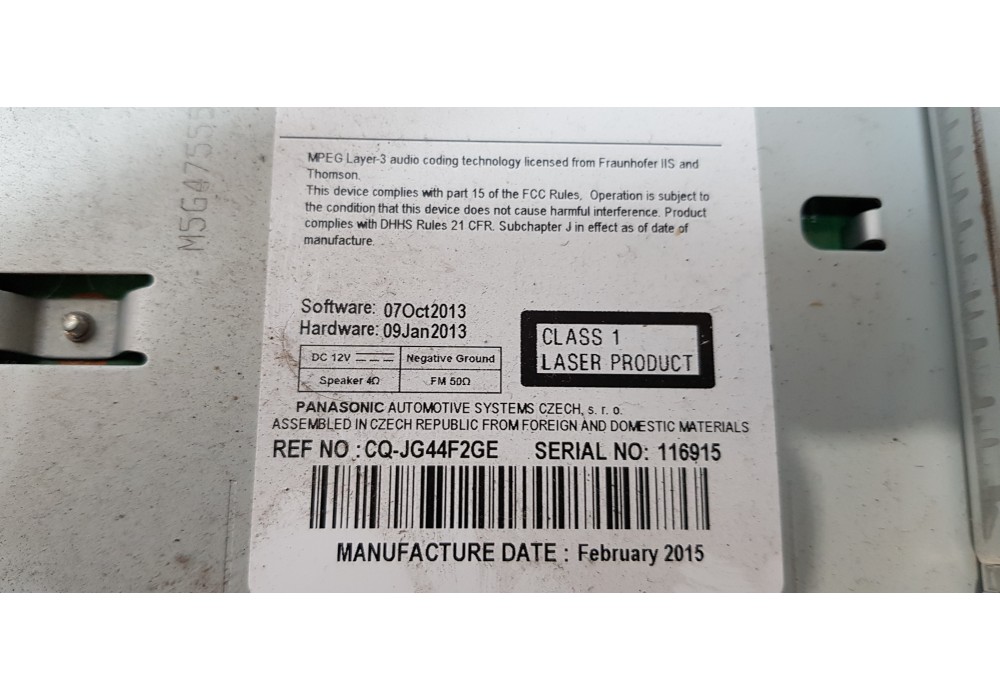 M5G47555
MPEG Layer-3 audio coding technology licensed from Fraunhofer IIS and
Thomson.
This device complies with part 15 of the FCC Rules, Operation is subject to
the condition that this device does not cause harmful interference. Product
complies with DHHS Rules 21 CFR. Subchapter J in effect as of date of
manufacture.
Software: 07Oct2013
Hardware: 09Jan2013
DC 12V Negative Ground
Speaker 4Ω FM 50Ω
CLASS 1
LASER PRODUCT
PANASONIC AUTOMOTIVE SYSTEMS CZECH, s. r. o.
ASSEMBLED IN CZECH REPUBLIC FROM FOREIGN AND DOMESTIC MATERIALS
REF NO : CQ-JG44F2GE SERIAL NO: 116915
MANUFACTURE DATE : February 2015